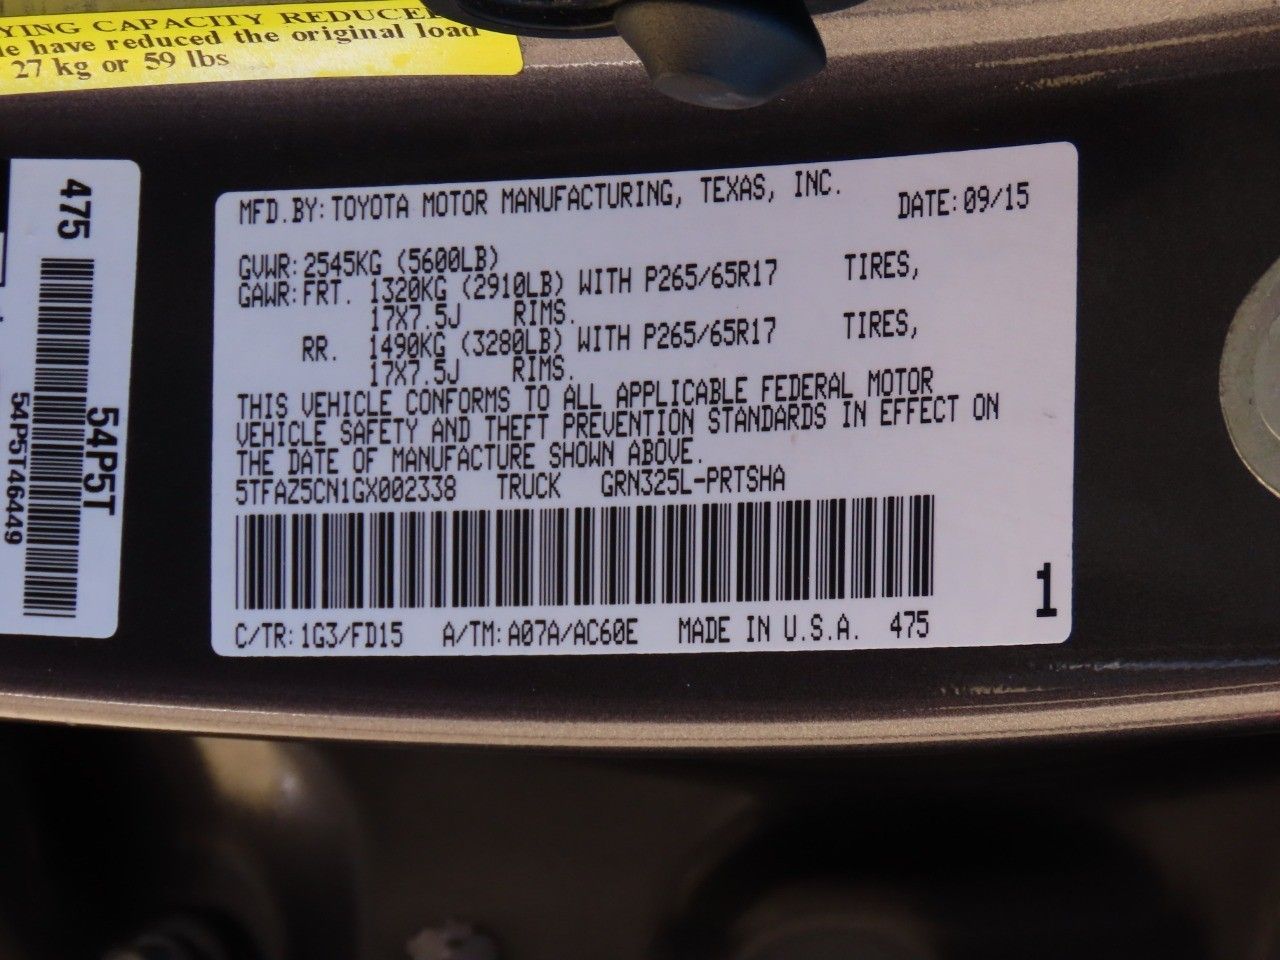 YING CAPACITY REDUCE
le have reduced the original load
27 kg or 59 lbs
475
54P5T
54P5T46449
MFD.BY:TOYOTA MOTOR MANUFACTURING, TEXAS, INC. DATE:09/15
GVWR:2545KG (5600LB)
GAWR:FRT. 1320KG (2910LB) WITH P265/65R17 TIRES,
17X7.5J RIMS.
RR. 1490KG (3280LB) WITH P265/65R17 TIRES,
17X7.5J RIMS.
THIS VEHICLE CONFORMS TO ALL APPLICABLE FEDERAL MOTOR
VEHICLE SAFETY AND THEFT PREVENTION STANDARDS IN EFFECT ON
THE DATE OF MANUFACTURE SHOWN ABOVE.
5TFAZ5CN1GX002338 TRUCK GRN325L-PRTSHA
C/TR:1G3/FD15 A/TM:A07A/AC60E MADE IN U.S.A. 475
1